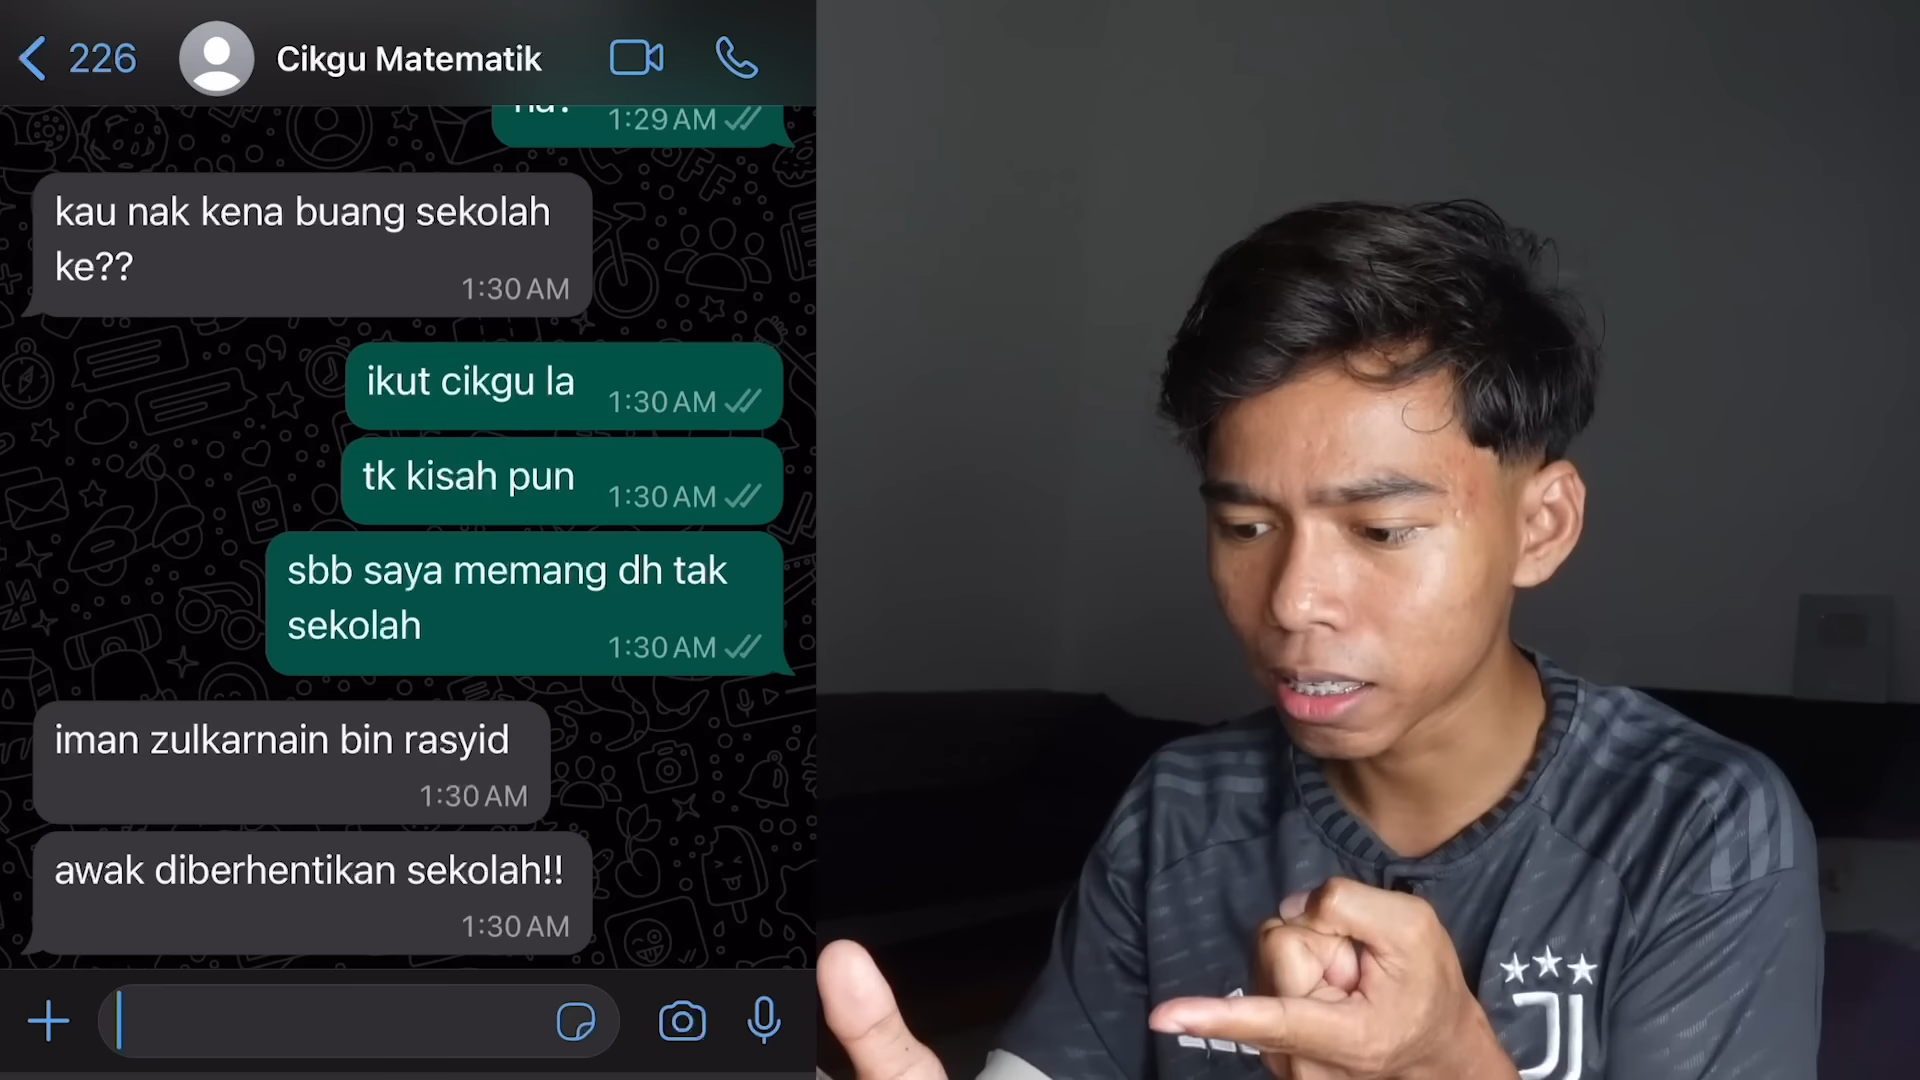 226
Cikgu Matematik
1:29 AM
kau nak kena buang sekolah
ke??
1:30 AM
ikut cikgu la
1:30 AM
tk kisah pun
1:30 AM
sbb saya memang dh tak
sekolah
1:30 AM
iman zulkarnain bin rasyid
1:30 AM
awak diberhentikan sekolah!!
1:30 AM